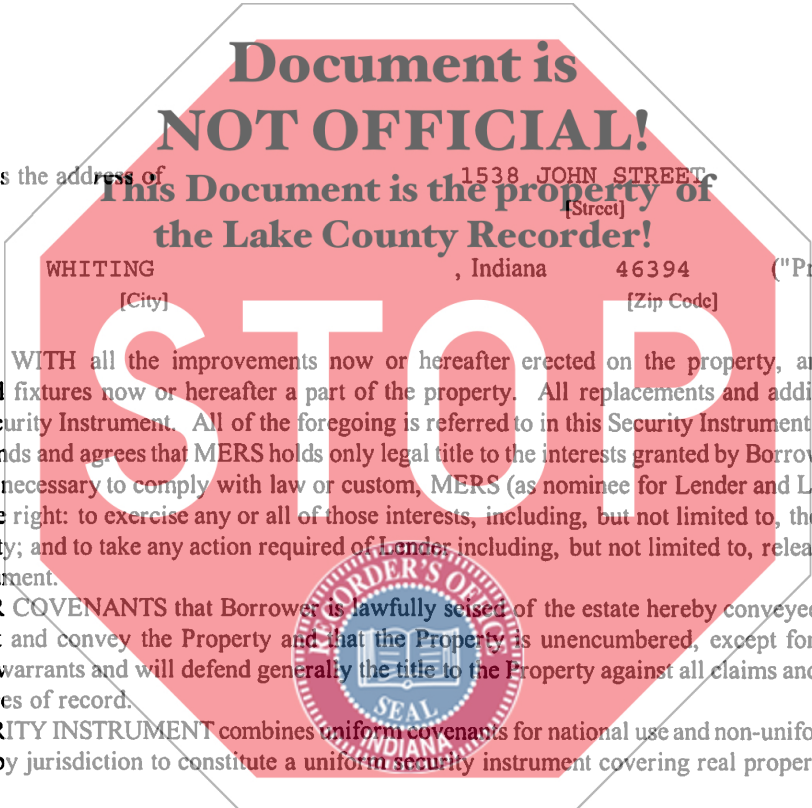 Document is
NOT OFFICIAL!
s the address of 1538 JOHN STREET
This Document is the property of
[Street]
the Lake County Recorder!
WHITING , Indiana 46394 ("Pr
[City] [Zip Code]
STOP
WITH all the improvements now or hereafter erected on the property, an
fixtures now or hereafter a part of the property. All replacements and addi
curity Instrument. All of the foregoing is referred to in this Security Instrument
nds and agrees that MERS holds only legal title to the interests granted by Borrow
necessary to comply with law or custom, MERS (as nominee for Lender and L
e right: to exercise any or all of those interests, including, but not limited to, the
ty; and to take any action required of Lender including, but not limited to, relea
ment.
R COVENANTS that Borrower is lawfully seised of the estate hereby conveyed
t and convey the Property and that the Property is unencumbered, except for
warrants and will defend generally the title to the Property against all claims and
es of record.
RITY INSTRUMENT combines uniform covenants for national use and non-unifo
by jurisdiction to constitute a uniform security instrument covering real proper
RECORDER'S OFFICE
SEAL
INDIANA